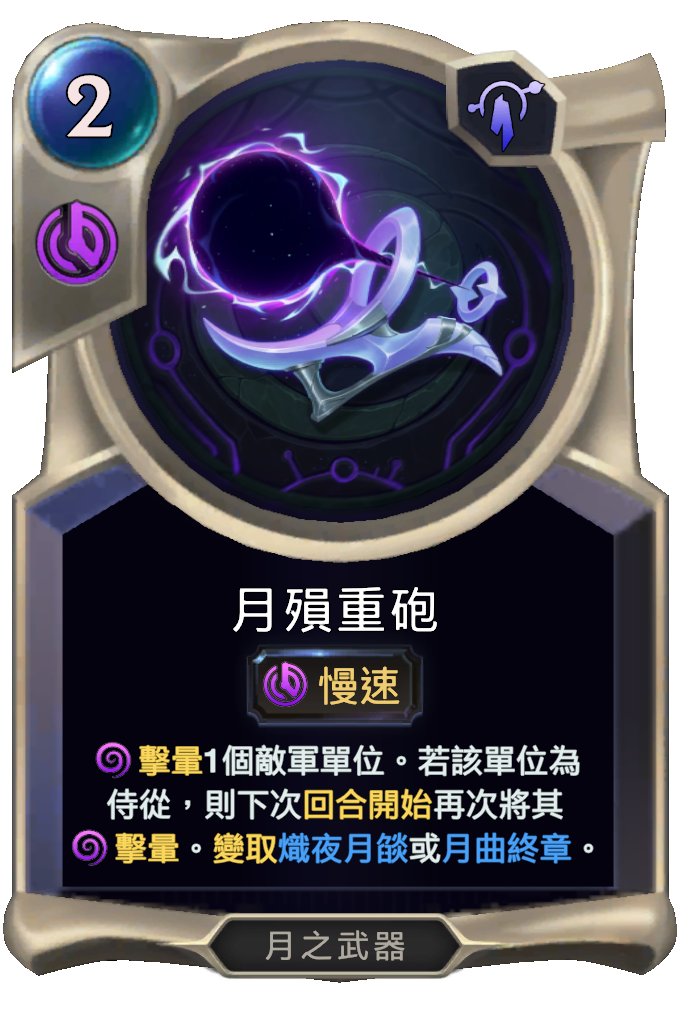 2
月殞重砲
慢速
擊暈1個敵軍單位。若該單位為
侍從，則下次回合開始再次將其
擊暈。變取熾夜月燄或月曲終章。
月之武器